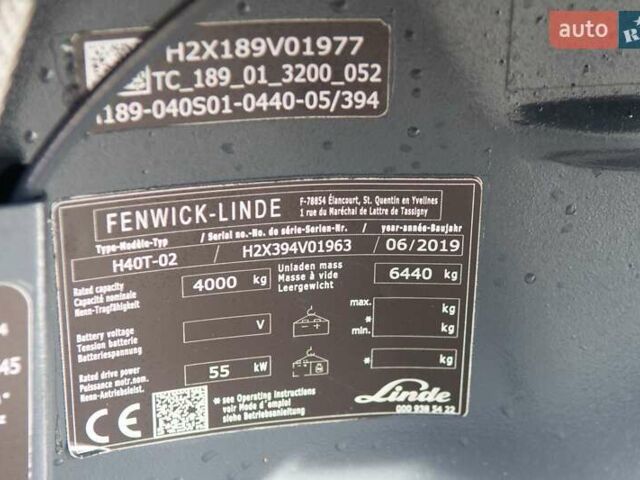 auto R
H2X189V01977
TC_189_01_3200_052
189-040S01-0440-05/394
FENWICK-LINDE
F-78854 Élancourt, St. Quentin en Yvelines
1 rue du Maréchal de Lattre de Tassigny
Type-Modèle-Typ / Serial no.-No. de série-Serien-Nr. / year-année-Baujahr
H40T-02 H2X394V01963 06/2019
Rated capacity
Capacité nominale
Nenn-Tragfähigkeit
4000 kg
Unladen mass
Masse à vide
Leergewicht
6440 kg
Battery voltage
Tension batterie
Batteriespannung
V
max. kg
*
min. kg
Rated drive power
Puissance motr.nom.
Nenn-Antriebsleist.
55 kW
* kg
CE
* see Operating Instructions
voir Mode d'emploi
siehe Betriebsanleitung
Linde
000 938 54 22
4
45